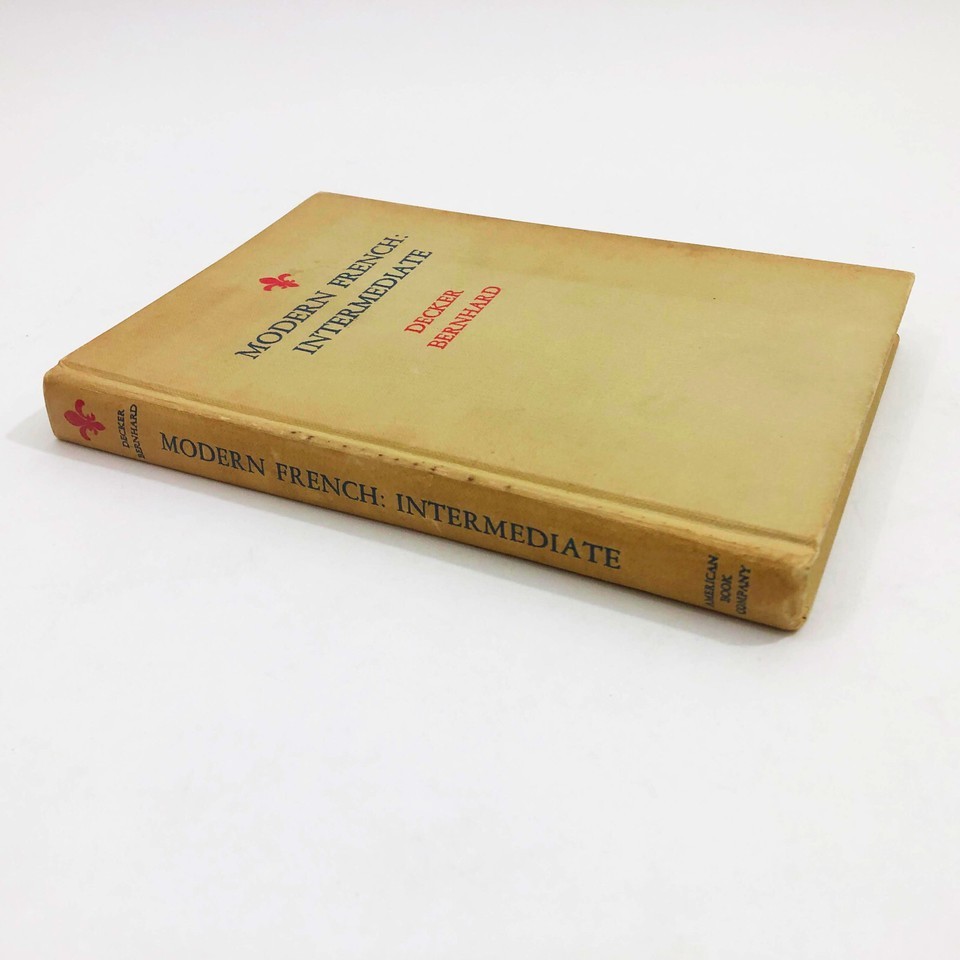 MODERN FRENCH:
INTERMEDIATE
DECKER
BERNHARD
DECKER
BERNHARD
MODERN FRENCH: INTERMEDIATE
AMERICAN
BOOK
COMPANY